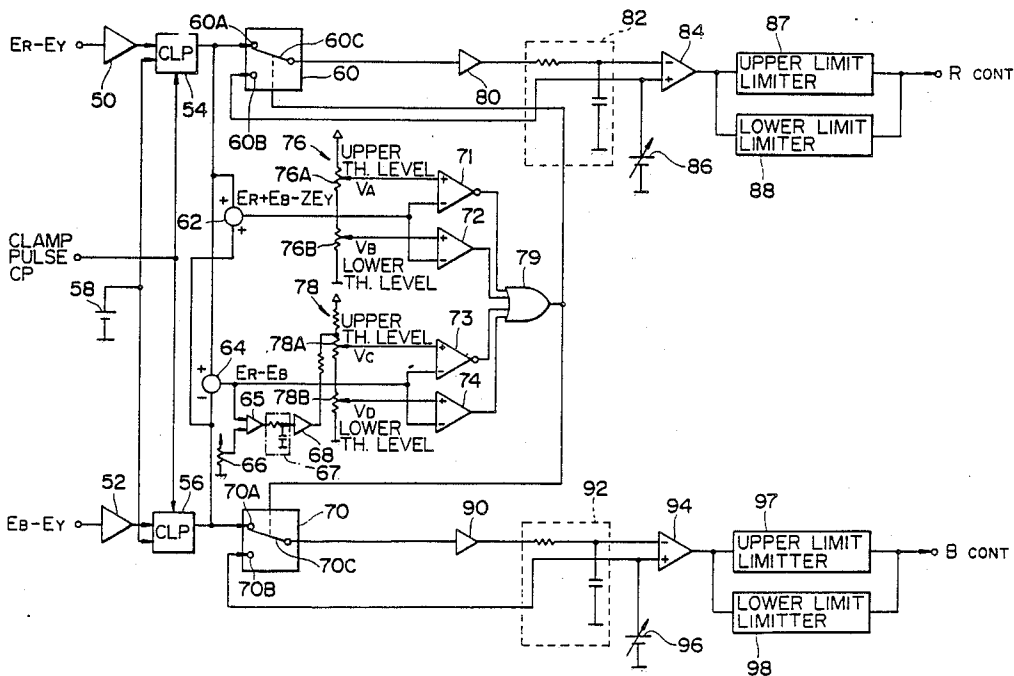 60A
82
87
ER-EY
CLP
60C
84
UPPER LIMIT
LIMITER
R CONT
50
54
60
80
60B
LOWER LIMIT
LIMITER
76
UPPER
TH. LEVEL
71
86
88
76A
VA
ER+EB-ZEY
72
62
CLAMP
PULSE
CP
76B
VB
LOWER
TH. LEVEL
79
58
78
UPPER
TH. LEVEL
73
78A
VC
64
ER-EB
74
65
78B
VD
LOWER
TH. LEVEL
68
66
67
52
56
70A
70
90
92
94
97
EB-EY
CLP
UPPER LIMIT
LIMITTER
B CONT
70C
70B
LOWER LIMIT
LIMITTER
96
98